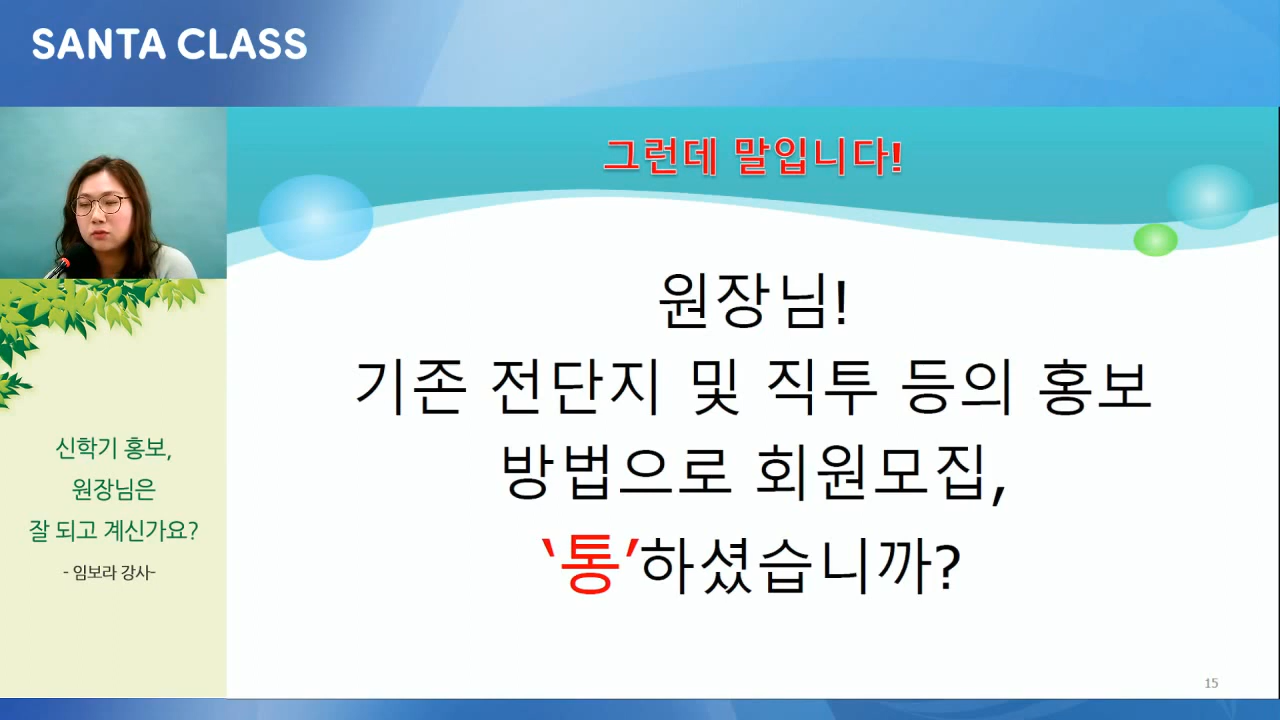 SANTA CLASS
그런데 말입니다!
원장님!
기존 전단지 및 직투 등의 홍보
방법으로 회원모집,
‘통’하셨습니까?
신학기 홍보,
원장님은
잘 되고 계신가요?
- 임보라 강사-
15